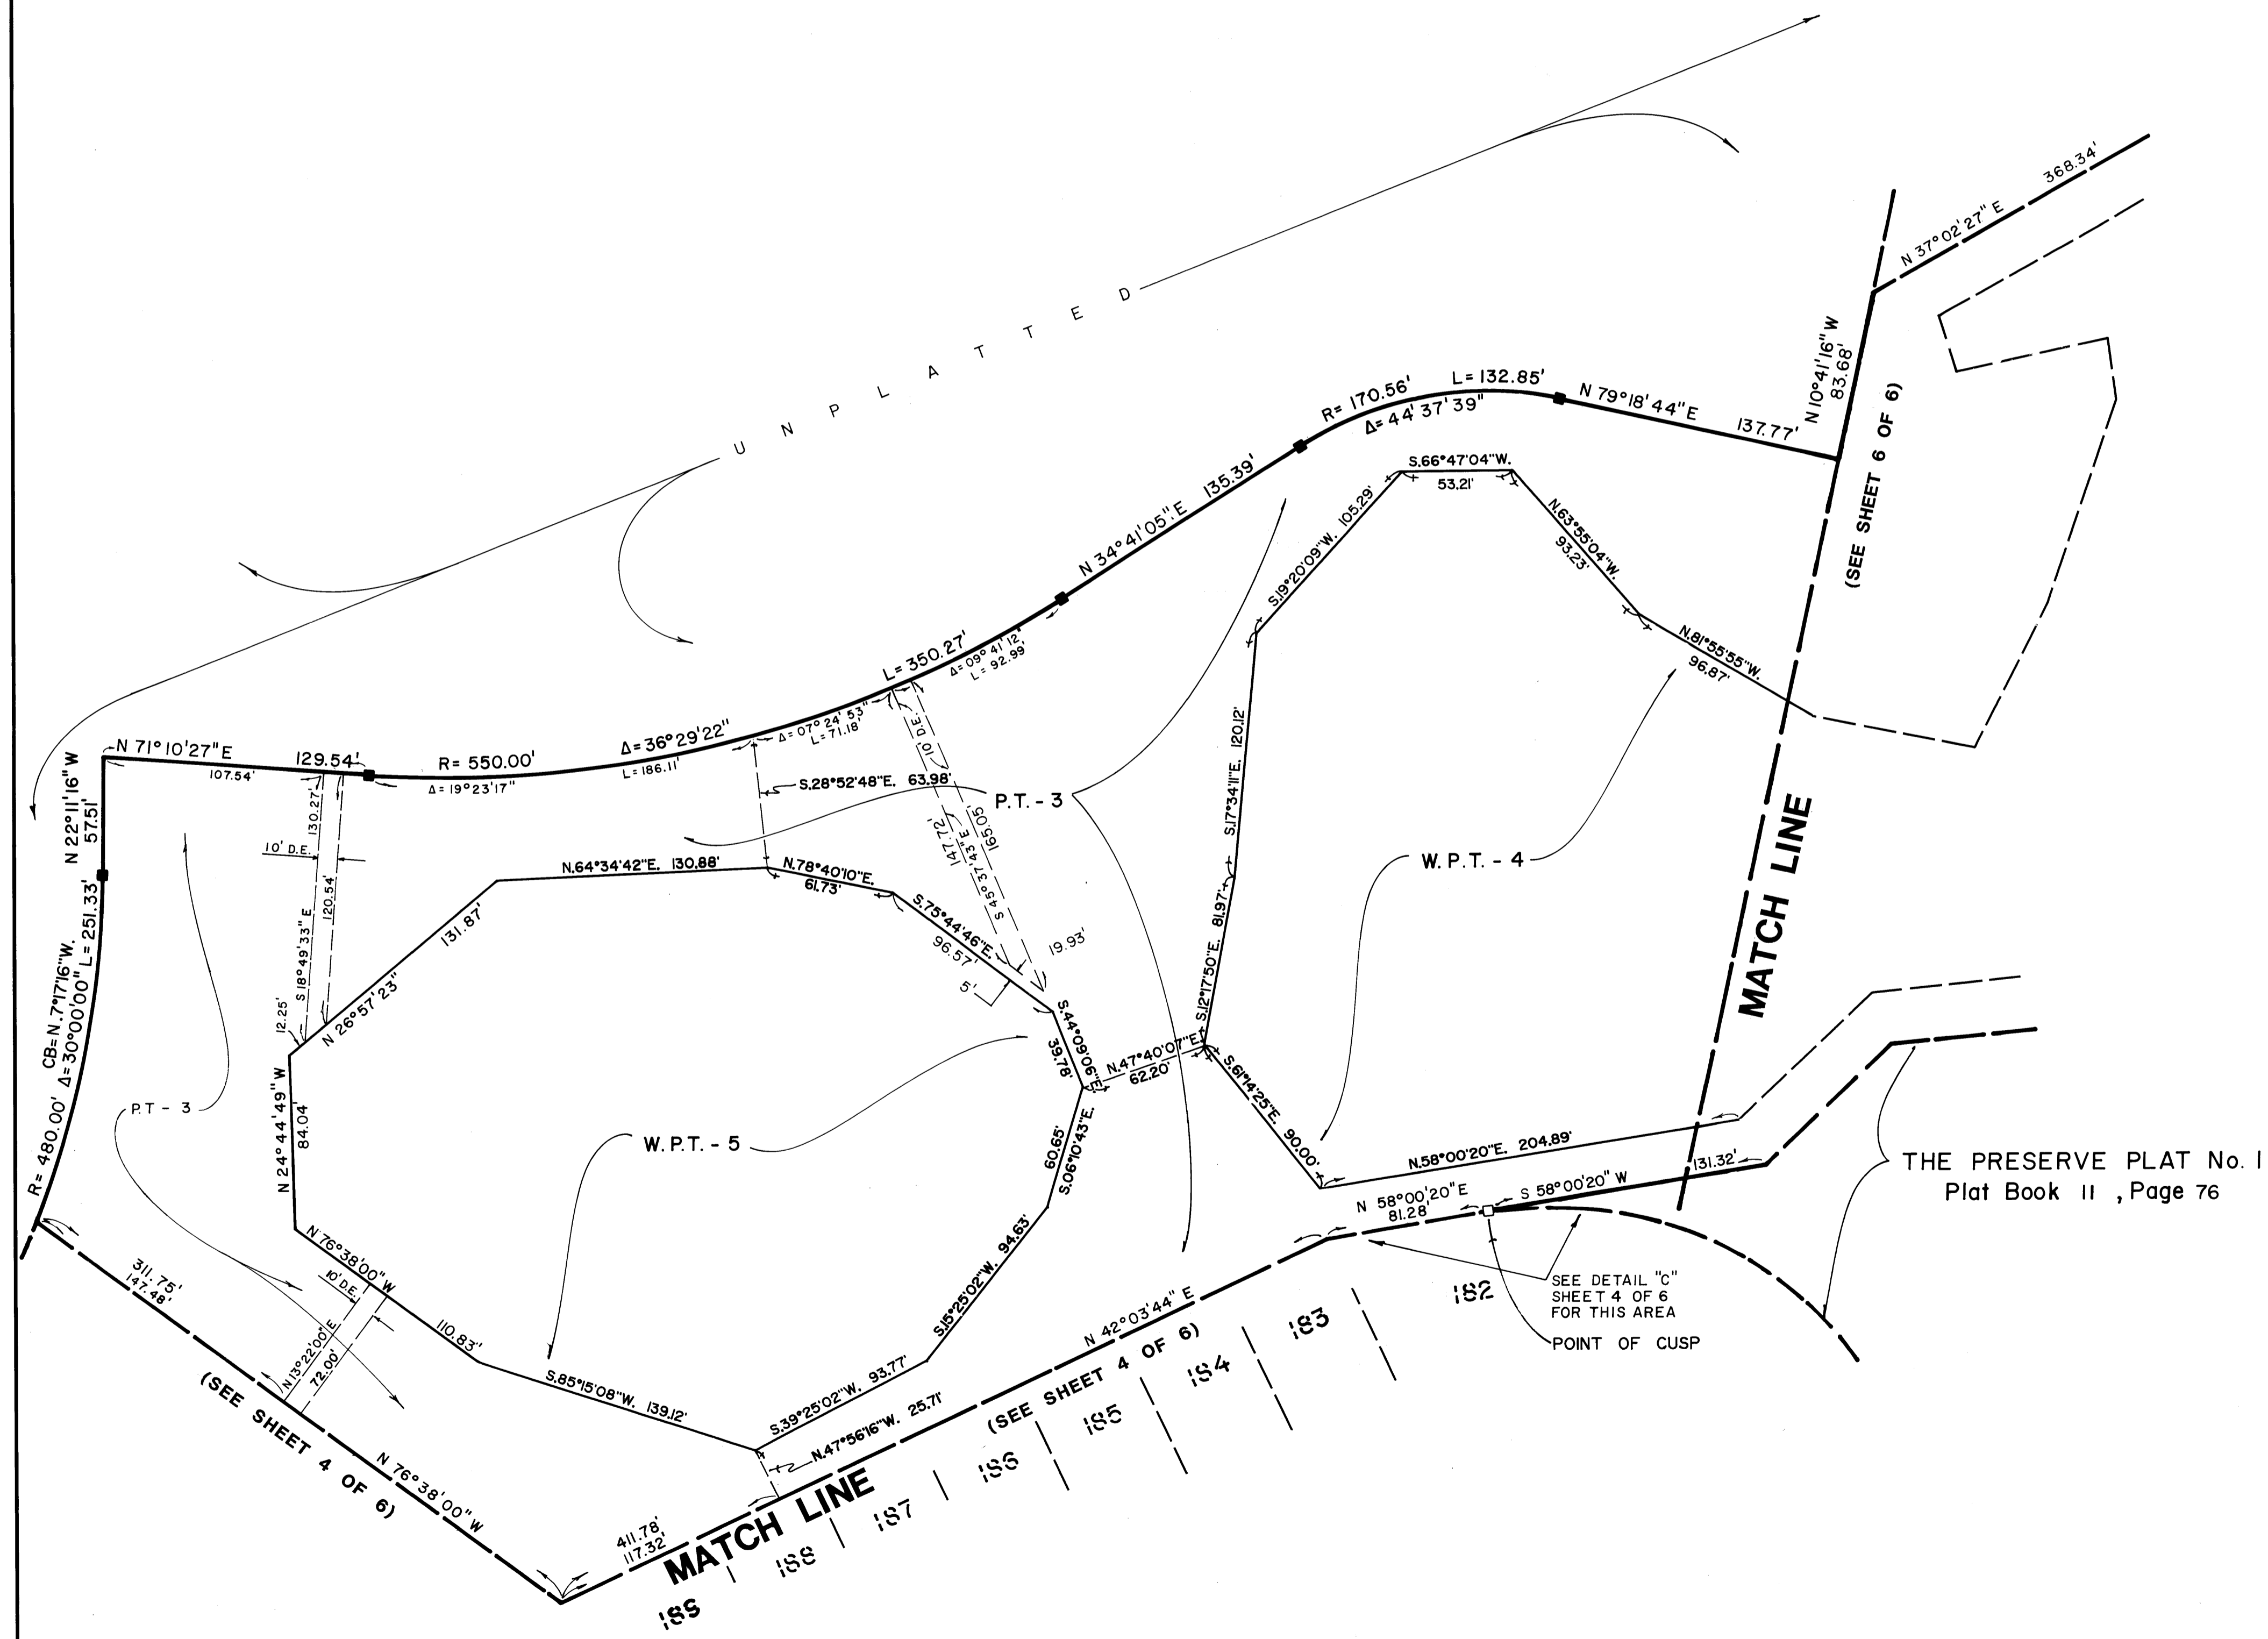 UNPLATTED
368.34'
N 37°02'27" E
N 10°41'16" W
83.68'
(SEE SHEET 6 OF 6)
R= 170.56'
L= 132.85'
Δ= 44°37'39"
N 79°18'44"E
137.77'
S.66°47'04"W.
53.21'
N.63°55'04"W.
93.23'
S.19°20'09"W. 105.29'
N 34°41'05" E 135.39'
N.81°55'55"W.
96.87'
L= 350.27'
Δ= 09°41'12"
L= 92.99'
Δ= 07°24'53"
L= 71.18'
10' D.E.
N 71°10'27" E
129.54'
107.54'
R= 550.00'
Δ= 36°29'22"
L= 186.11'
Δ= 19°23'17"
N 22°11'16" W
57.51'
S.28°52'48"E. 63.98'
P.T. - 3
130.27'
10' D.E.
120.54'
S 18°49'33" E
12.25'
147.72'
S 45°37'43" E
165.05'
19.93'
5'
N.64°34'42"E. 130.88'
N.78°40'10"E.
61.73'
S.75°44'46"E.
96.57'
131.87'
N 26°57'23"
S.17°34'11"E. 120.12'
S.12°17'50"E. 81.97'
W. P.T. - 4
MATCH LINE
R= 480.00' Δ= 30°00'00" L= 251.33'
CB= N.7°17'16"W.
P.T - 3
N 24°44'49" W
84.04'
S.44°09'06"E.
39.78'
N.47°40'07"E.
62.20'
S.61°14'25"E. 90.00'
W. P.T. - 5
60.65'
S.06°10'43"E.
N.58°00'20"E. 204.89'
131.32'
S 58°00'20" W
N 58°00'20" E
81.28'
THE PRESERVE PLAT No. 1
Plat Book 11 , Page 76
N 76°38'00" W
110.83'
10' D.E.
311.75'
147.48'
N 13°22'00" E
72.00'
S.15°25'02"W. 94.63'
S.85°15'08"W. 139.12'
S.39°25'02"W. 93.77'
N.47°56'16"W. 25.71'
N 42°03'44" E
(SEE SHEET 4 OF 6)
SEE DETAIL "C"
SHEET 4 OF 6
FOR THIS AREA
POINT OF CUSP
182
183
184
185
186
187
188
189
(SEE SHEET 4 OF 6)
N 76°38'00" W
411.78'
117.32'
MATCH LINE